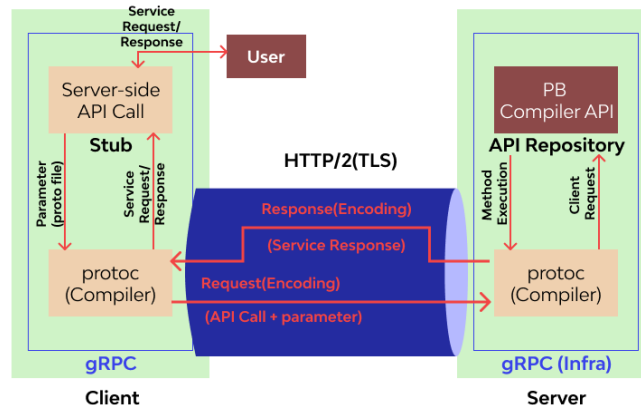 Service
Request/
Response
User
Server-side
API Call
Stub
Parameter
(proto file)
Service
Request/
Response
protoc
(Compiler)
gRPC
Client
HTTP/2(TLS)
Response(Encoding)
(Service Response)
Request(Encoding)
(API Call + parameter)
PB
Compiler API
API Repository
Method
Execution
Client
Request
protoc
(Compiler)
gRPC (Infra)
Server